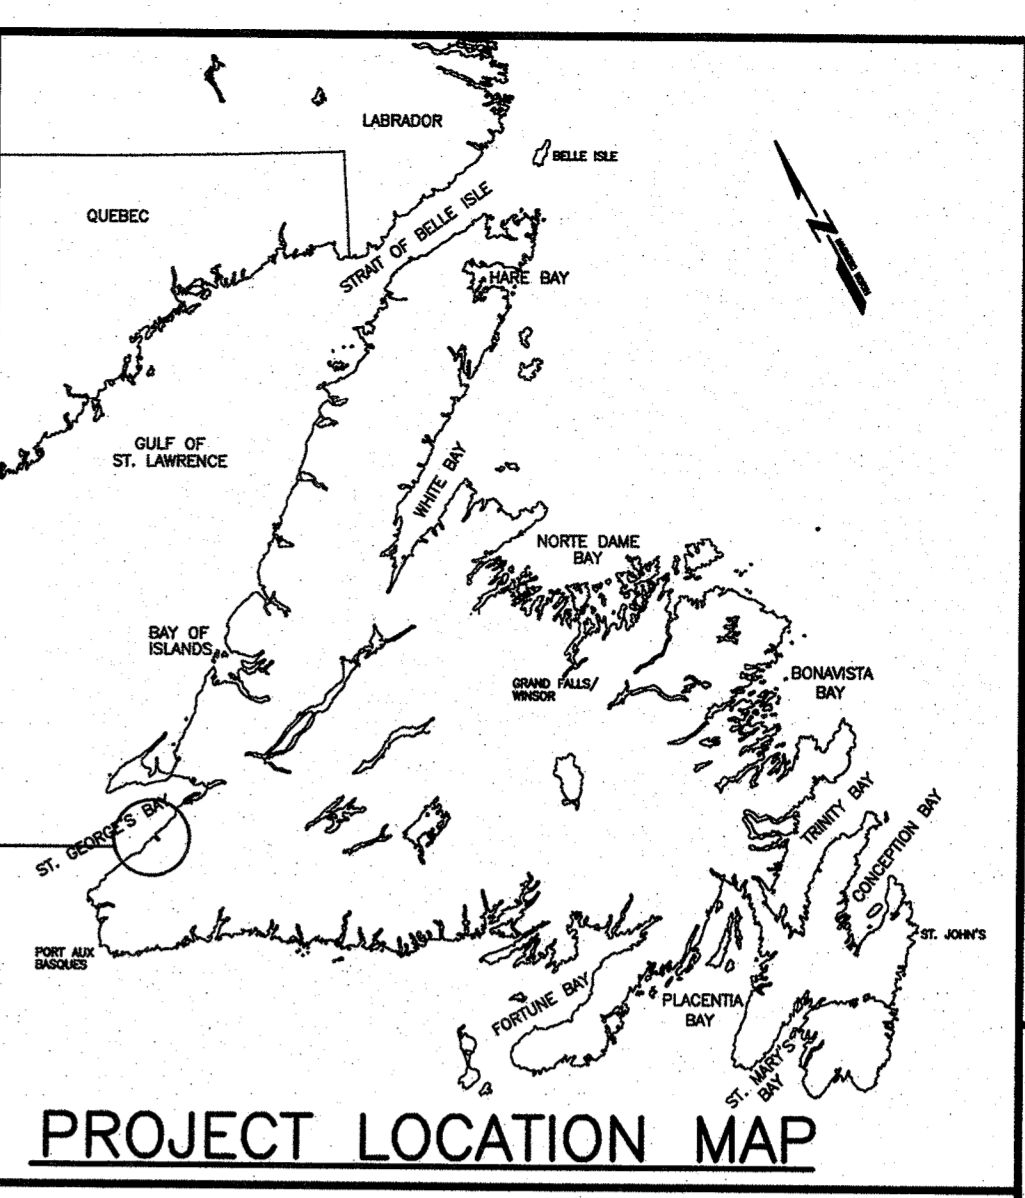 LABRADOR
BELLE ISLE
QUEBEC
STRAIT OF BELLE ISLE
N
HARE BAY
GULF OF
ST. LAWRENCE
WHITE BAY
NORTE DAME
BAY
BAY OF
ISLANDS
GRAND FALLS/
WINSOR
BONAVISTA
BAY
ST. GEORGE'S BAY
TRINITY BAY
CONCEPTION BAY
PORT AUX
BASQUES
ST. JOHN'S
FORTUNE BAY
PLACENTIA
BAY
ST. MARY'S
BAY
PROJECT LOCATION MAP